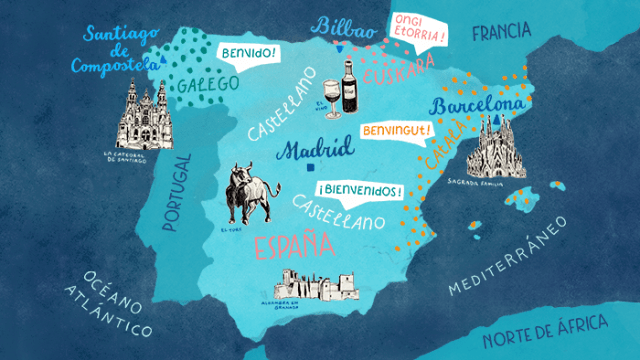 Santiago
de
Compostela
BENVIDO!
GALEGO
LA CATEDRAL
DE SANTIAGO
Bilbao
ONGI
ETORRIA!
EUSKARA
FRANCIA
CASTELLANO
EL
VINO
Barcelona
BENVINGUT!
CATALÀ
SAGRADA FAMILIA
Madrid
PORTUGAL
EL TORO
¡BIENVENIDOS!
CASTELLANO
ESPAÑA
ALHAMBRA EN
GRANADA
MEDITERRÁNEO
OCÉANO
ATLÁNTICO
NORTE DE ÁFRICA